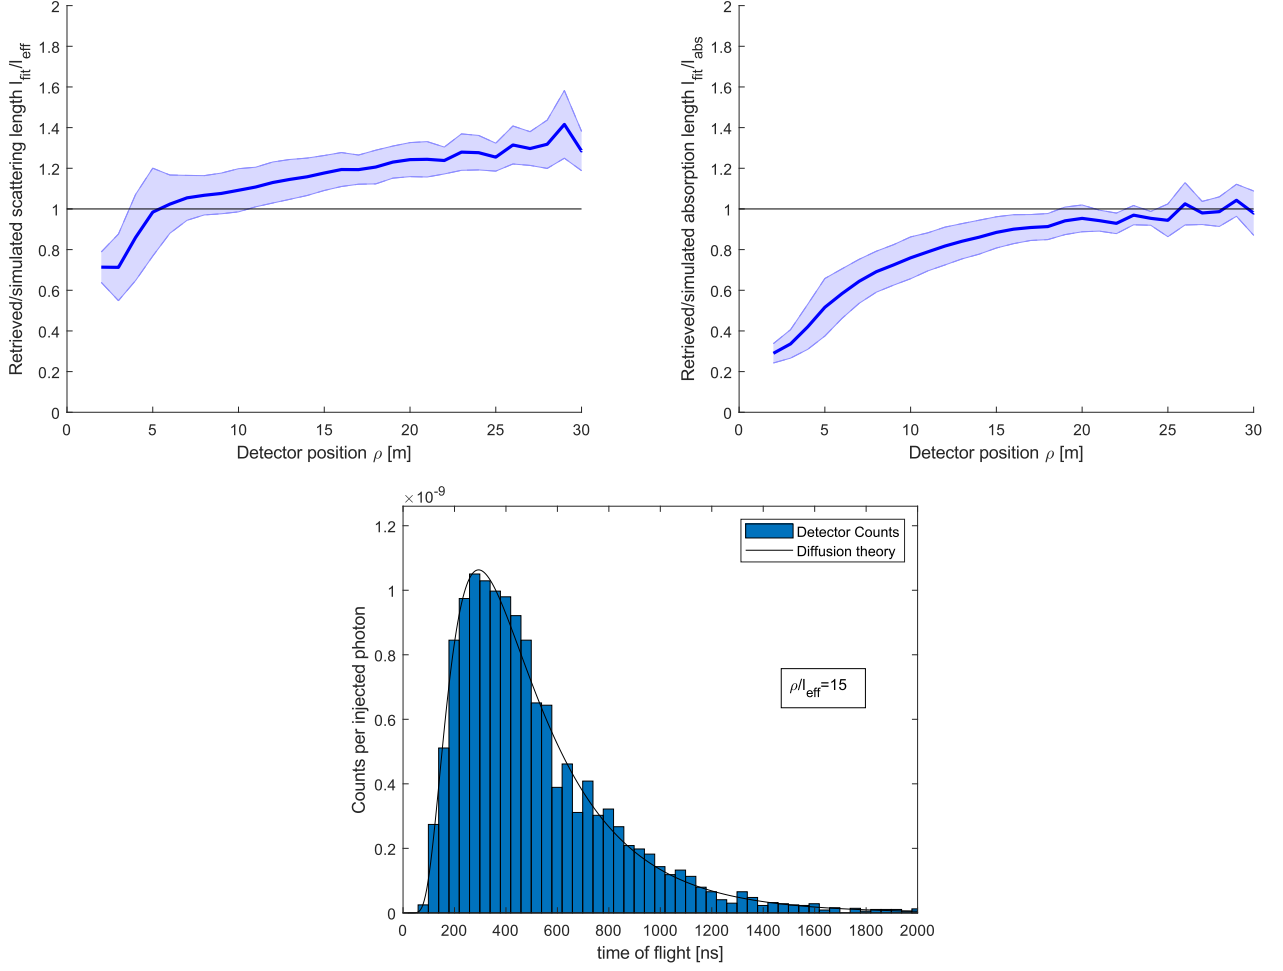 Retrieved/simulated scattering length l_fit/l_eff
2
1.8
1.6
1.4
1.2
1
0.8
0.6
0.4
0.2
0
0 5 10 15 20 25 30
Detector position ρ [m]
Retrieved/simulated absorption length l_fit/l_abs
2
1.8
1.6
1.4
1.2
1
0.8
0.6
0.4
0.2
0
0 5 10 15 20 25 30
Detector position ρ [m]
×10^-9
Counts per injected photon
1.2
1
0.8
0.6
0.4
0.2
0
Detector Counts
Diffusion theory
ρ/l_eff=15
0 200 400 600 800 1000 1200 1400 1600 1800 2000
time of flight [ns]